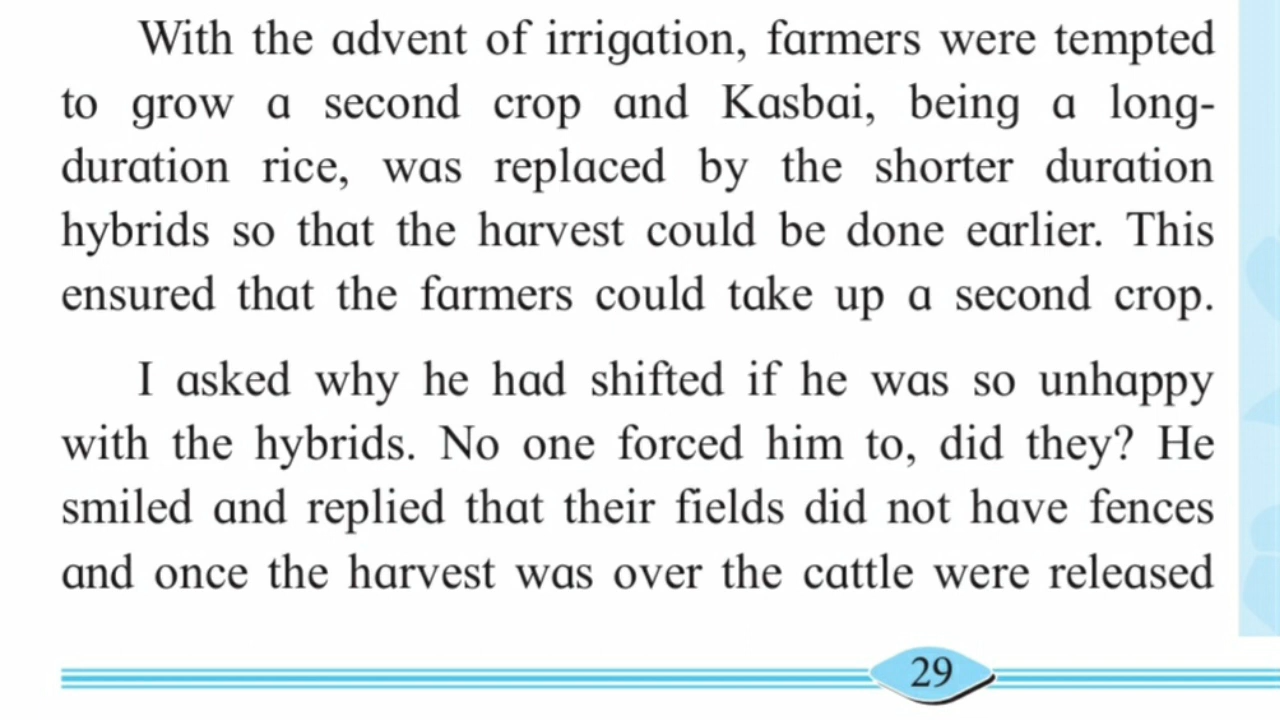 With the advent of irrigation, farmers were tempted
to grow a second crop and Kasbai, being a long-
duration rice, was replaced by the shorter duration
hybrids so that the harvest could be done earlier. This
ensured that the farmers could take up a second crop.
I asked why he had shifted if he was so unhappy
with the hybrids. No one forced him to, did they? He
smiled and replied that their fields did not have fences
and once the harvest was over the cattle were released
29